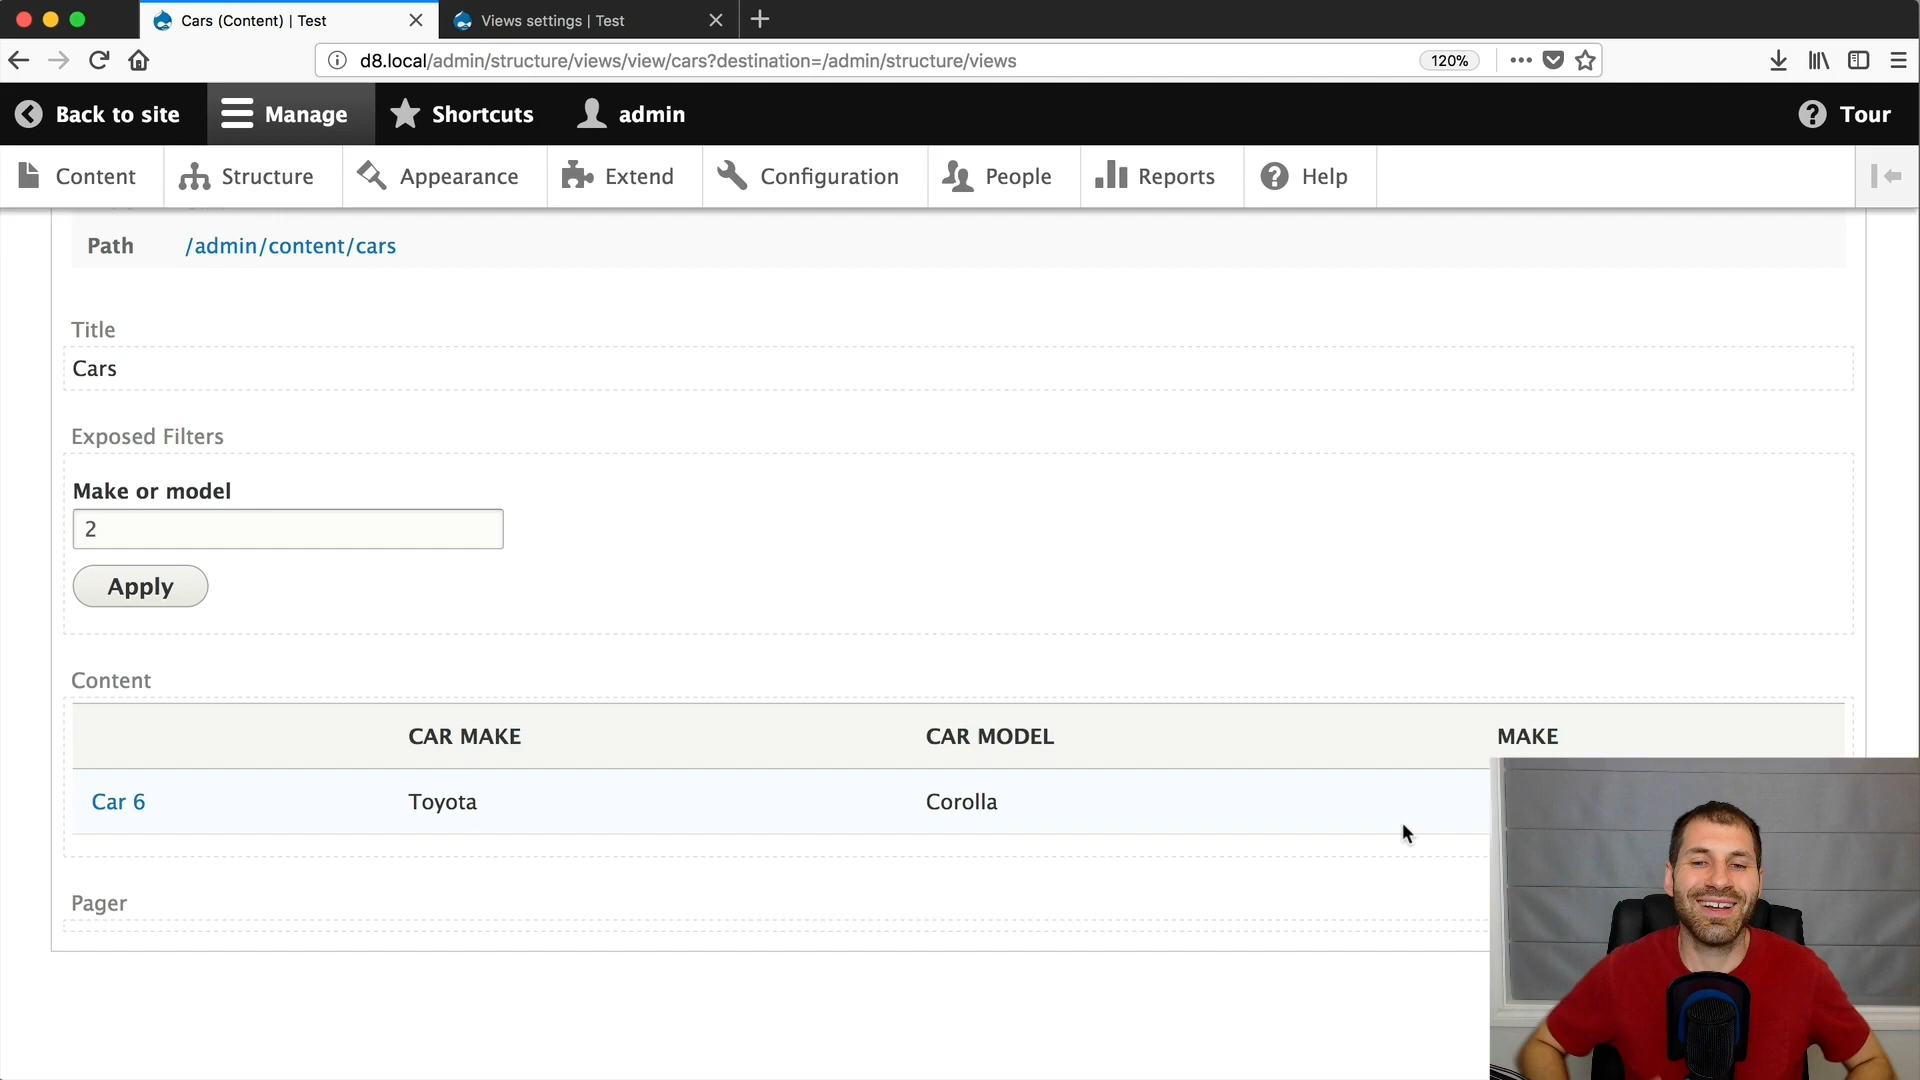 Cars (Content) | Test
Views settings | Test
d8.local/admin/structure/views/view/cars?destination=/admin/structure/views
120%
Back to site
Manage
Shortcuts
admin
Tour
Content
Structure
Appearance
Extend
Configuration
People
Reports
Help
Path
/admin/content/cars
Title
Cars
Exposed Filters
Make or model
2
Apply
Content
CAR MAKE
CAR MODEL
MAKE
Car 6
Toyota
Corolla
Pager